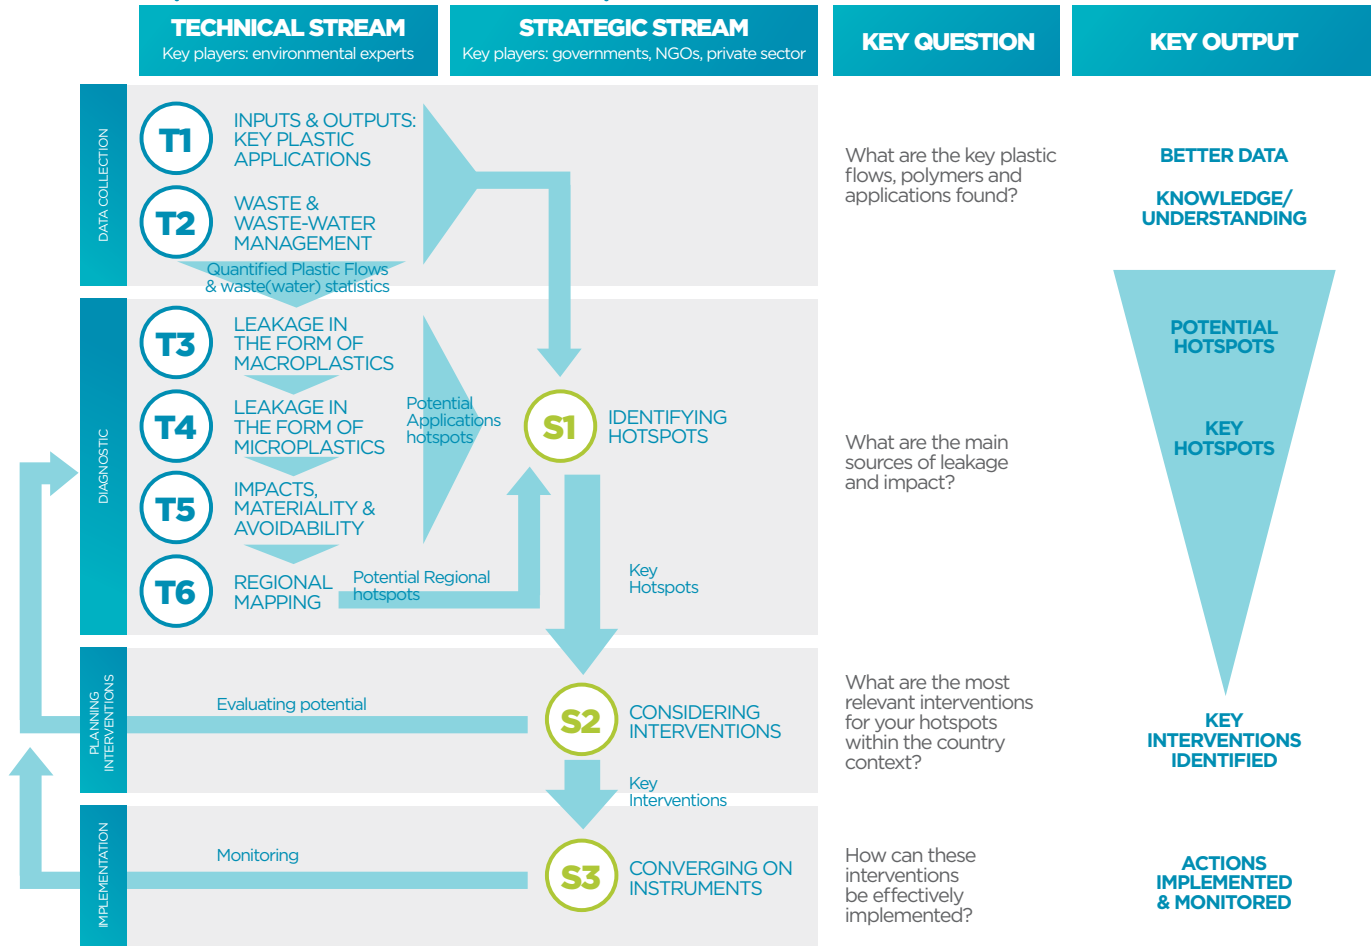 TECHNICAL STREAM
Key players: environmental experts
STRATEGIC STREAM
Key players: governments, NGOs, private sector
KEY QUESTION
KEY OUTPUT
DATA COLLECTION
T1
INPUTS & OUTPUTS:
KEY PLASTIC
APPLICATIONS
T2
WASTE &
WASTE-WATER
MANAGEMENT
Quantified Plastic Flows
& waste(water) statistics
What are the key plastic
flows, polymers and
applications found?
BETTER DATA
KNOWLEDGE/
UNDERSTANDING
DIAGNOSTIC
T3
LEAKAGE IN
THE FORM OF
MACROPLASTICS
T4
LEAKAGE IN
THE FORM OF
MICROPLASTICS
T5
IMPACTS,
MATERIALITY &
AVOIDABILITY
T6
REGIONAL
MAPPING
Potential
Applications
hotspots
Potential Regional
hotspots
S1
IDENTIFYING
HOTSPOTS
Key
Hotspots
What are the main
sources of leakage
and impact?
POTENTIAL
HOTSPOTS
KEY
HOTSPOTS
PLANNING
INTERVENTIONS
Evaluating potential
S2
CONSIDERING
INTERVENTIONS
Key
Interventions
What are the most
relevant interventions
for your hotspots
within the country
context?
KEY
INTERVENTIONS
IDENTIFIED
IMPLEMENTATION
Monitoring
S3
CONVERGING ON
INSTRUMENTS
How can these
interventions
be effectively
implemented?
ACTIONS
IMPLEMENTED
& MONITORED